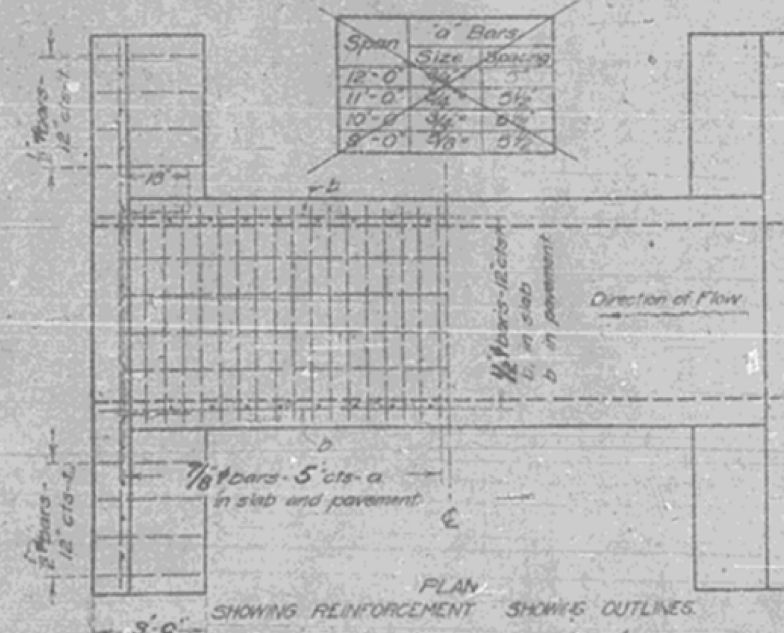 Span "a" Bars
Size Spacing
12'-0" 5"
11'-0" 5½"
10'-0"
8'-0" 5½"
½"ϕ bars-
12" cts-
18"
b
½"ϕ bars-12" cts-
b, in slab
b in pavement
Direction of Flow
b
⅞"ϕ bars - 5" cts - a
in slab and pavement
℄
½"ϕ bars-
12" cts-
PLAN
SHOWING REINFORCEMENT SHOWING OUTLINES.